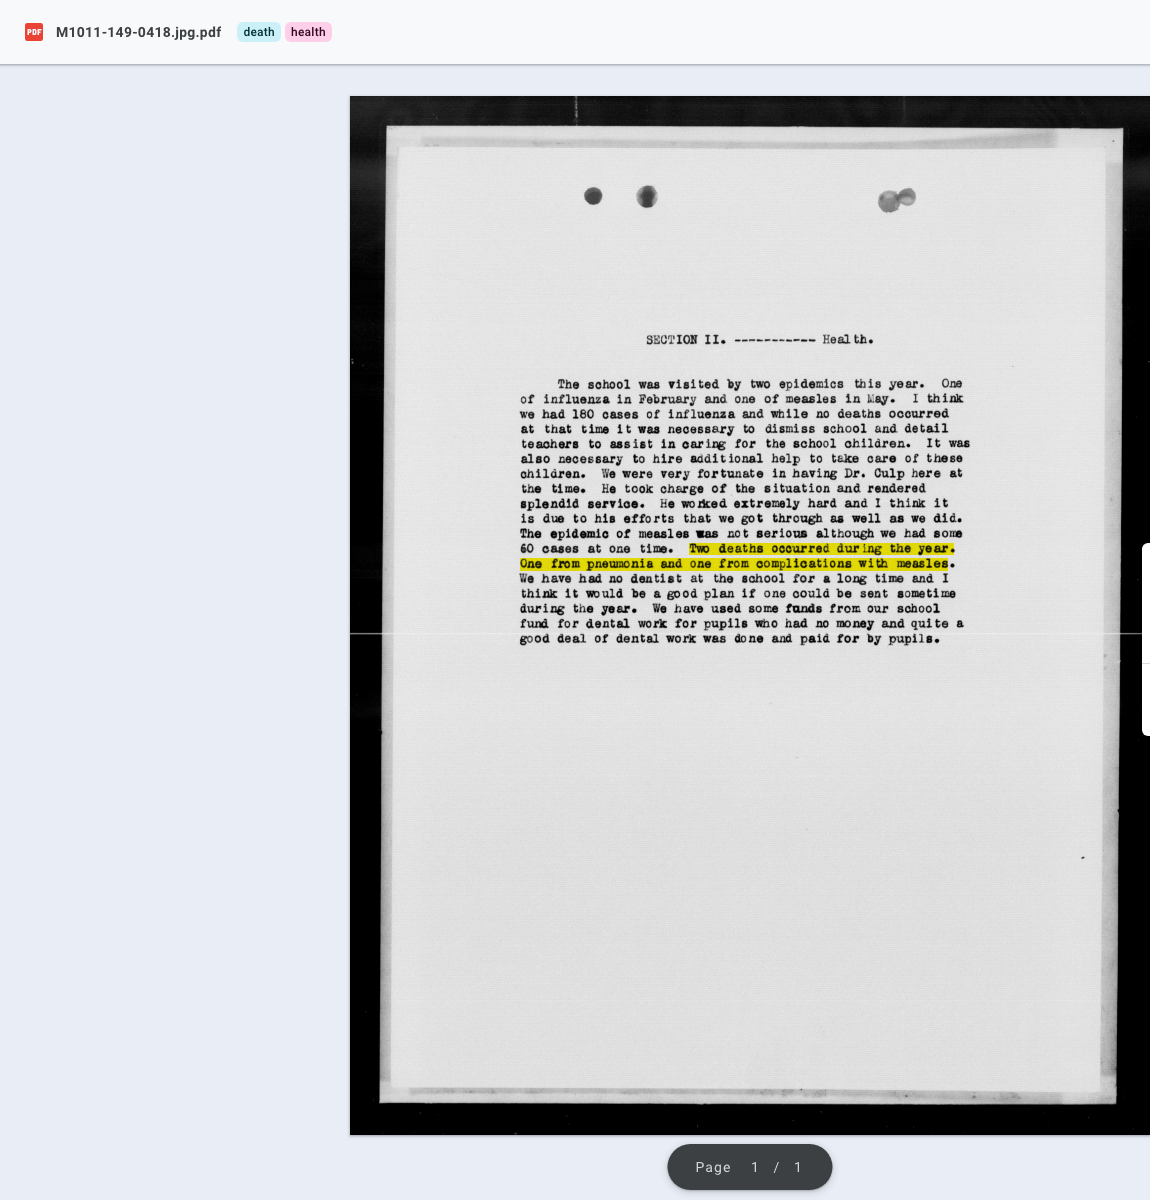 PDF M1011-149-0418.jpg.pdf death health
SECTION II. ----------- Health.
The school was visited by two epidemics this year. One
of influenza in February and one of measles in May. I think
we had 180 cases of influenza and while no deaths occurred
at that time it was necessary to dismiss school and detail
teachers to assist in caring for the school children. It was
also necessary to hire additional help to take care of these
children. We were very fortunate in having Dr. Culp here at
the time. He took charge of the situation and rendered
splendid service. He worked extremely hard and I think it
is due to his efforts that we got through as well as we did.
The epidemic of measles was not serious although we had some
60 cases at one time. Two deaths occurred during the year.
One from pneumonia and one from complications with measles.
We have had no dentist at the school for a long time and I
think it would be a good plan if one could be sent sometime
during the year. We have used some funds from our school
fund for dental work for pupils who had no money and quite a
good deal of dental work was done and paid for by pupils.
Page 1 / 1